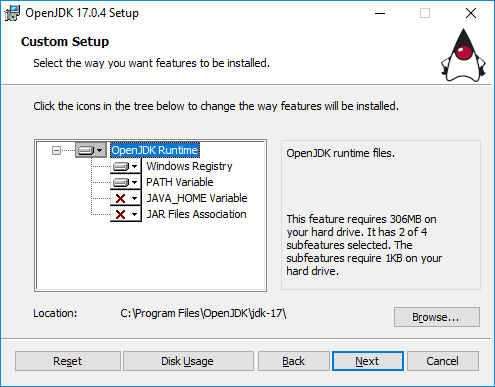 OpenJDK 17.0.4 Setup
Custom Setup
Select the way you want features to be installed.
Click the icons in the tree below to change the way features will be installed.
OpenJDK Runtime
Windows Registry
PATH Variable
JAVA_HOME Variable
JAR Files Association
OpenJDK runtime files.
This feature requires 306MB on
your hard drive. It has 2 of 4
subfeatures selected. The
subfeatures require 1KB on your
hard drive.
Location: C:\Program Files\OpenJDK\jdk-17\
Browse...
Reset Disk Usage Back Next Cancel